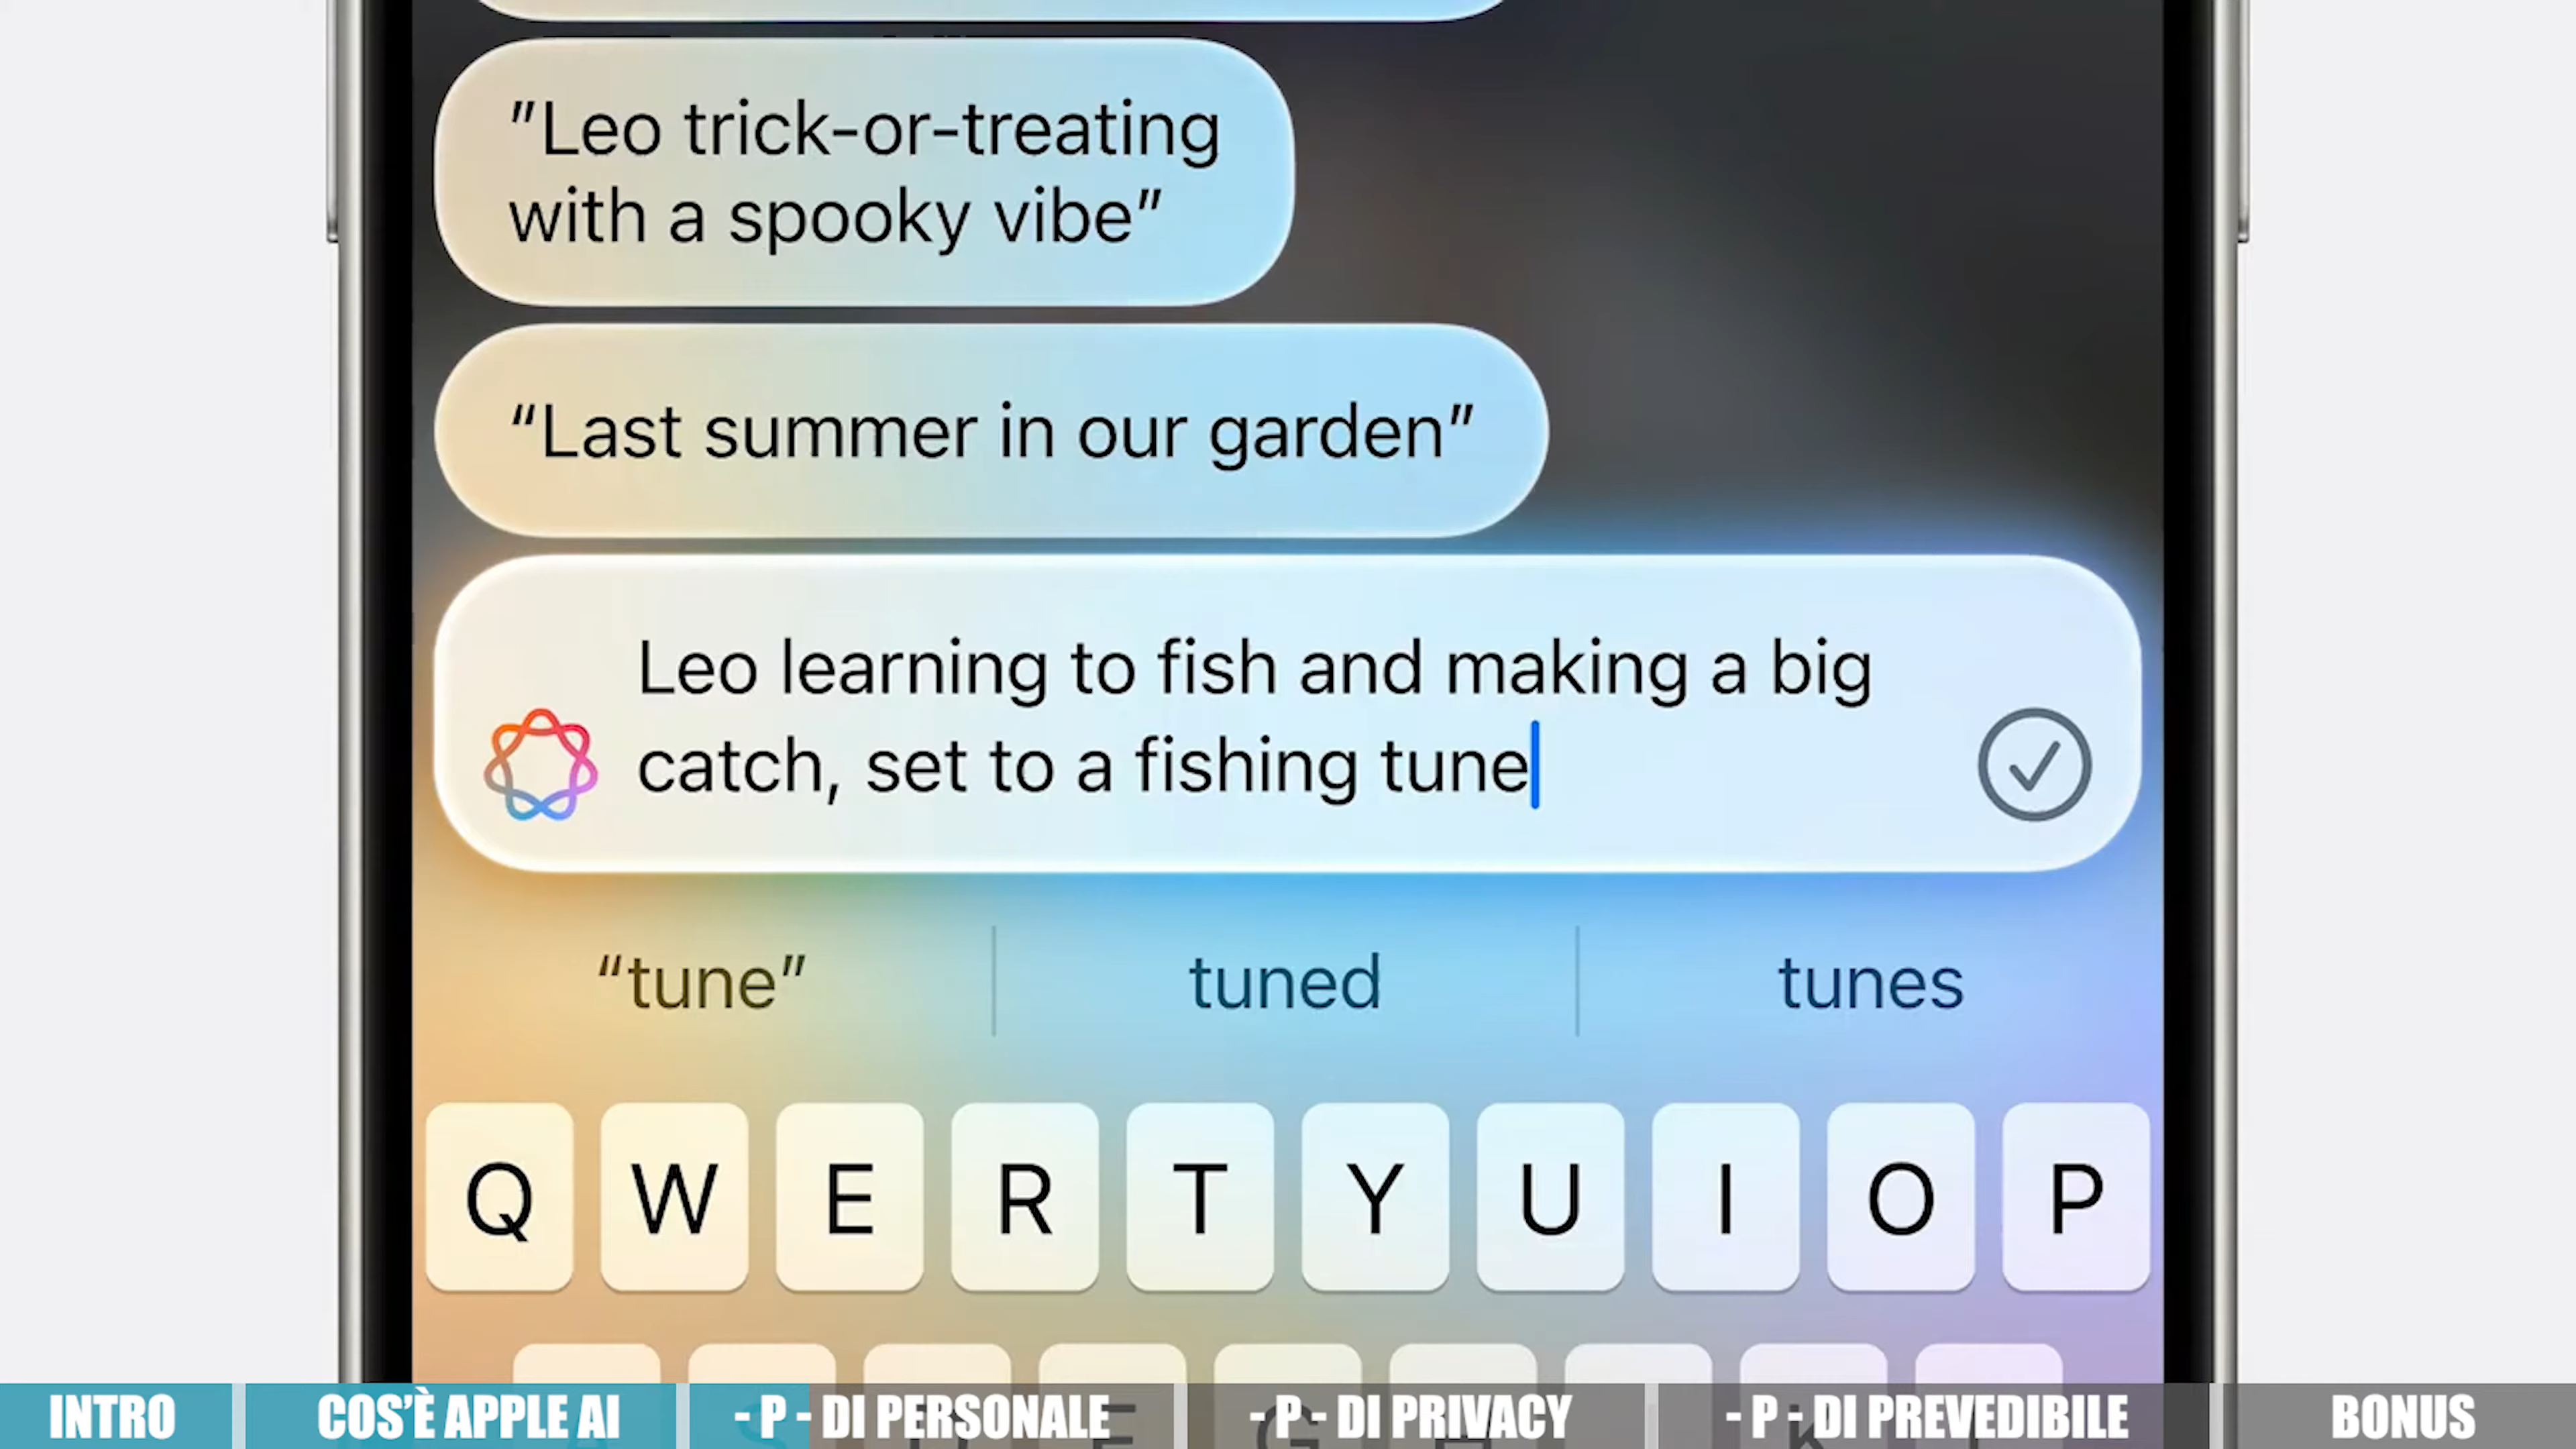 "Leo trick-or-treating
with a spooky vibe"
“Last summer in our garden”
Leo learning to fish and making a big
catch, set to a fishing tune
“tune” tuned tunes
Q W E R T Y U I O P
INTRO COS'È APPLE AI - P - DI PERSONALE - P - DI PRIVACY - P - DI PREVEDIBILE BONUS